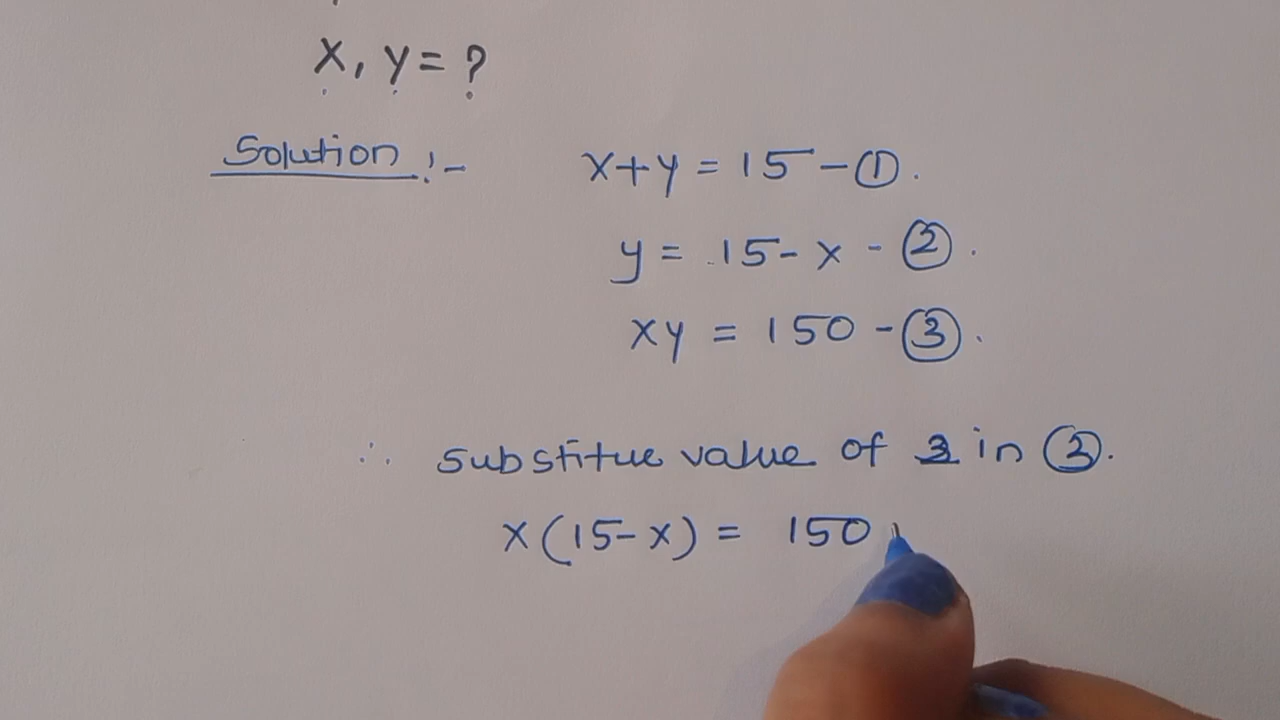 x, y = ?
Solution :-
x+y = 15 - ①.
y = 15 - x - ②.
xy = 150 - ③.
∴ substitue value of 2 in ③.
x(15-x) = 150